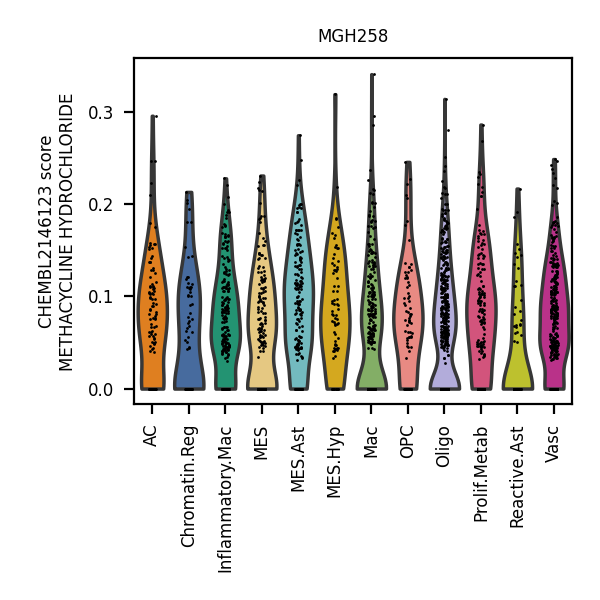 MGH258
CHEMBL2146123 score
METHACYCLINE HYDROCHLORIDE
0.3
0.2
0.1
0.0
AC
Chromatin.Reg
Inflammatory.Mac
MES
MES.Ast
MES.Hyp
Mac
OPC
Oligo
Prolif.Metab
Reactive.Ast
Vasc